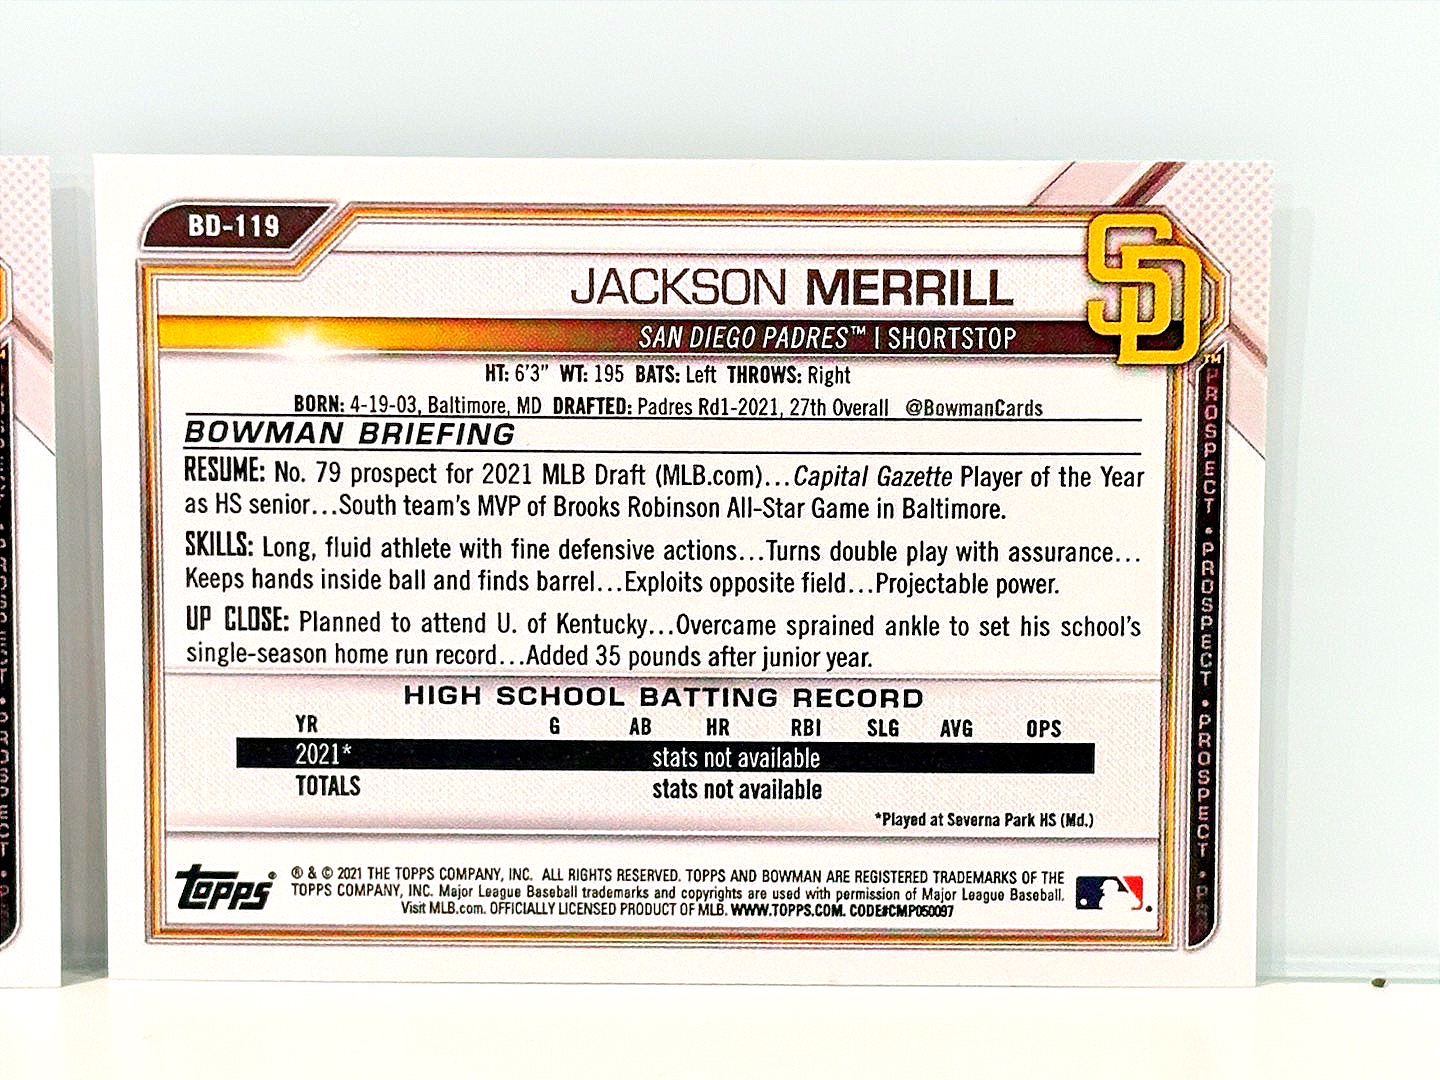 BD-119
JACKSON MERRILL
SD
SAN DIEGO PADRES™ | SHORTSTOP
HT: 6'3" WT: 195 BATS: Left THROWS: Right
BORN: 4-19-03, Baltimore, MD DRAFTED: Padres Rd1-2021, 27th Overall @BowmanCards
BOWMAN BRIEFING
RESUME: No. 79 prospect for 2021 MLB Draft (MLB.com)...Capital Gazette Player of the Year
as HS senior...South team's MVP of Brooks Robinson All-Star Game in Baltimore.
SKILLS: Long, fluid athlete with fine defensive actions...Turns double play with assurance...
Keeps hands inside ball and finds barrel...Exploits opposite field...Projectable power.
UP CLOSE: Planned to attend U. of Kentucky...Overcame sprained ankle to set his school's
single-season home run record...Added 35 pounds after junior year.
HIGH SCHOOL BATTING RECORD
YR G AB HR RBI SLG AVG OPS
2021* stats not available
TOTALS stats not available
*Played at Severna Park HS (Md.)
Topps®
® & © 2021 THE TOPPS COMPANY, INC. ALL RIGHTS RESERVED. TOPPS AND BOWMAN ARE REGISTERED TRADEMARKS OF THE
TOPPS COMPANY, INC. Major League Baseball trademarks and copyrights are used with permission of Major League Baseball.
Visit MLB.com. OFFICIALLY LICENSED PRODUCT OF MLB. WWW.TOPPS.COM. CODE#CMP050097
PROSPECT • PROSPECT • PROSPECT • PR